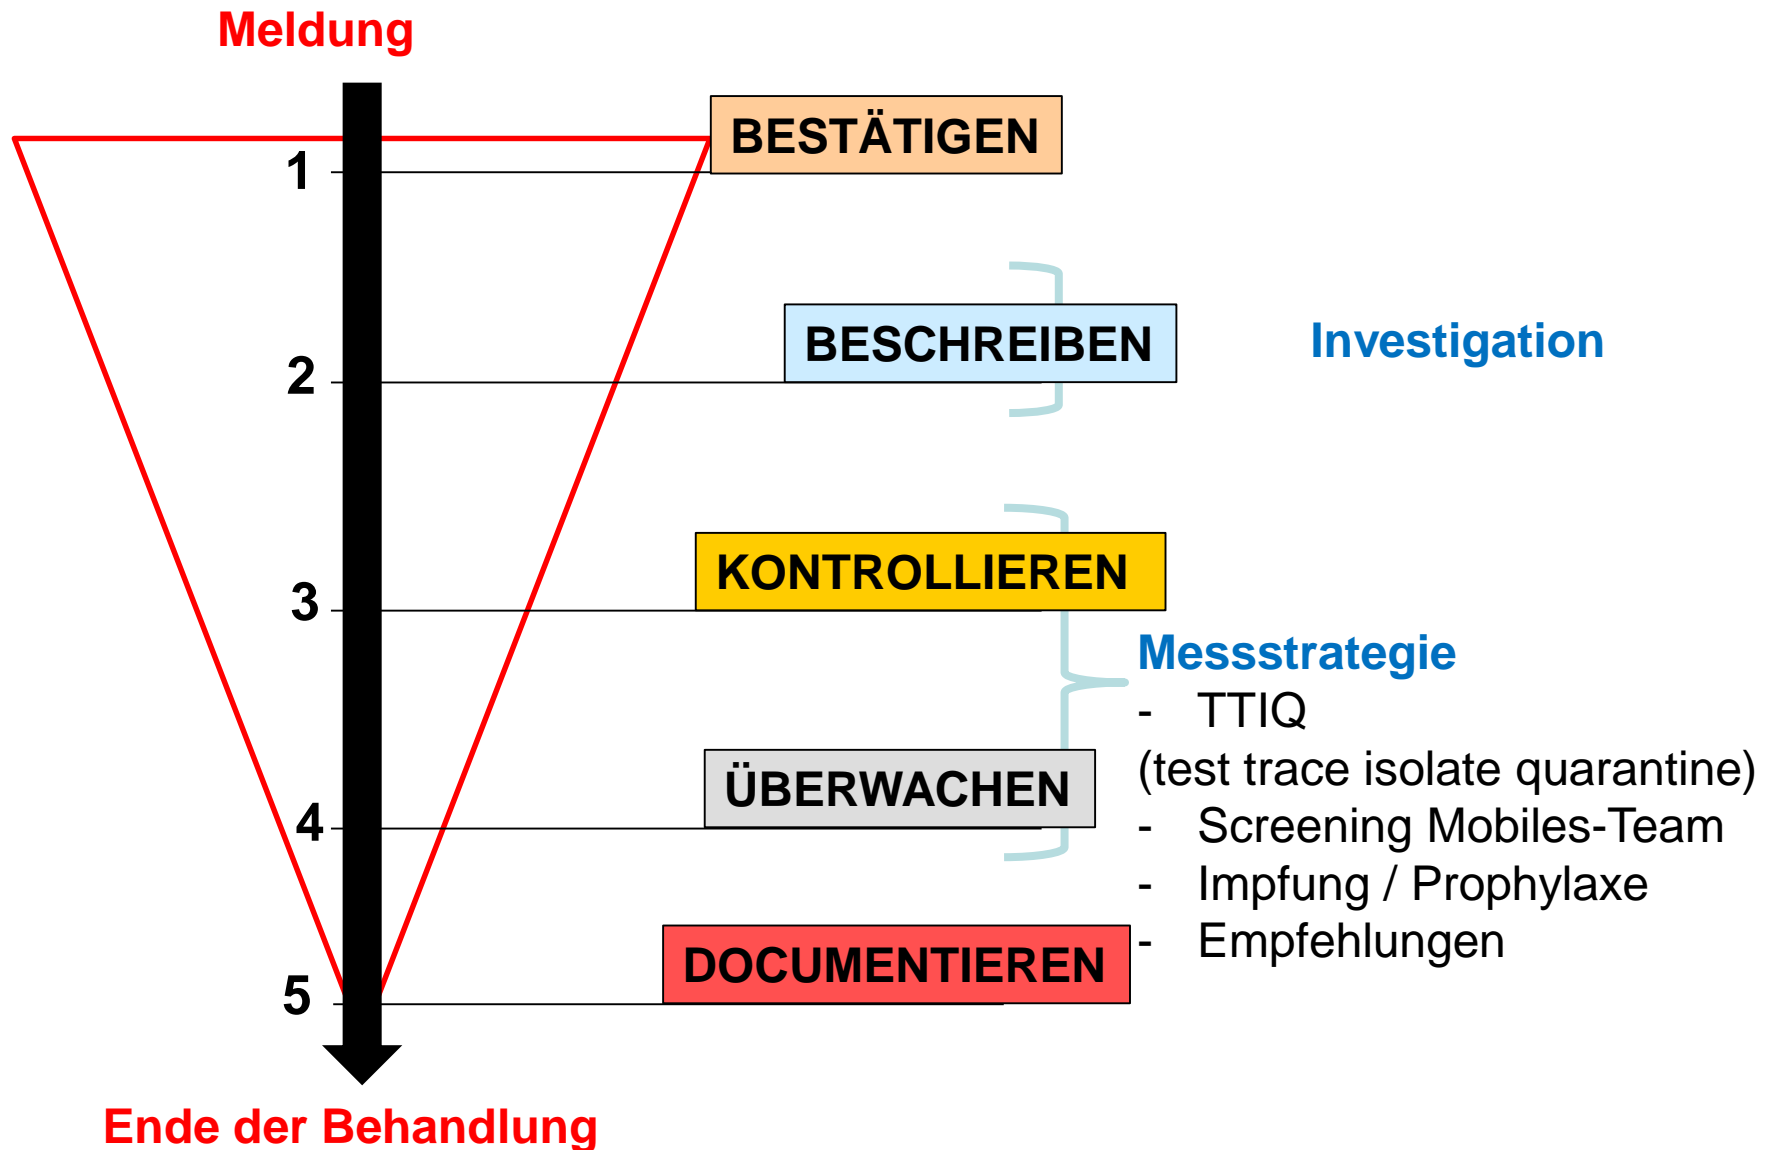 Meldung
1
BESTÄTIGEN
2
BESCHREIBEN
Investigation
3
KONTROLLIEREN
Messstrategie
- TTIQ
(test trace isolate quarantine)
4
ÜBERWACHEN
- Screening Mobiles-Team
- Impfung / Prophylaxe
- Empfehlungen
5
DOCUMENTIEREN
Ende der Behandlung